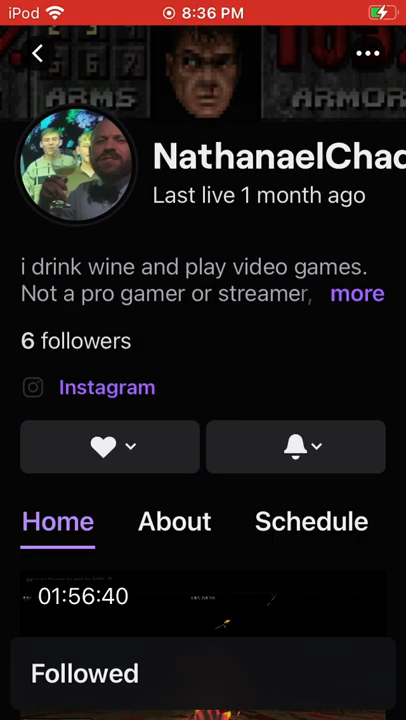 iPod 8:36 PM
ARMS
ARMOR
NathanaelChad
Last live 1 month ago
i drink wine and play video games.
Not a pro gamer or streamer, more
6 followers
Instagram
Home About Schedule
01:56:40
Followed